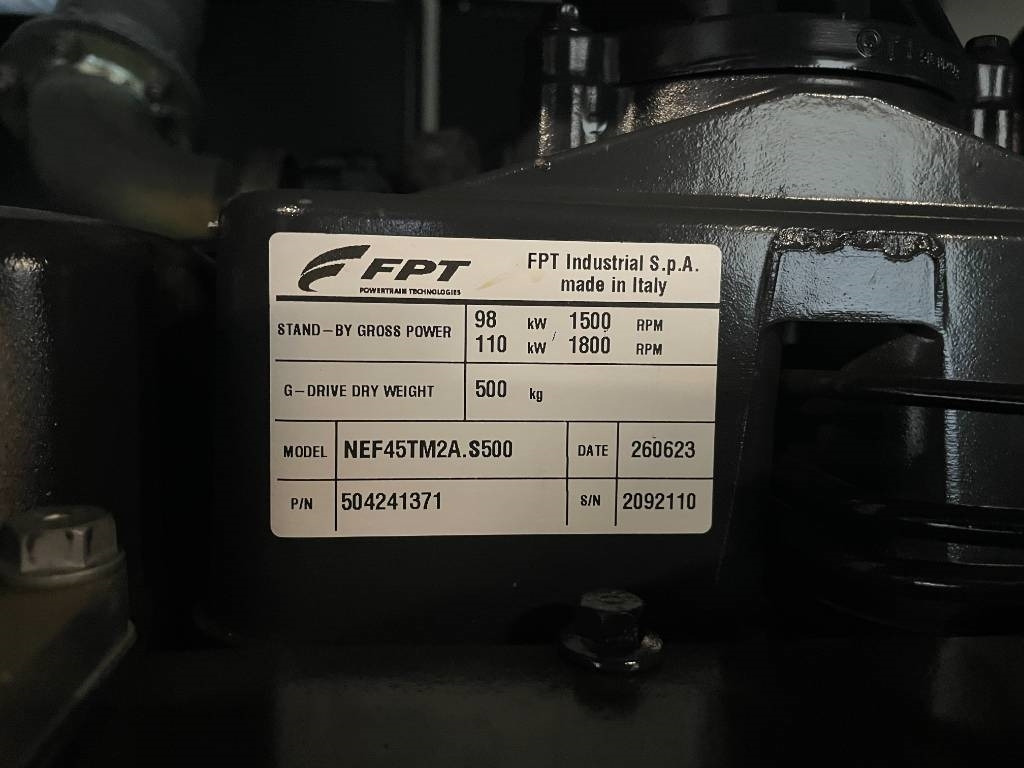 FPT
POWERTRAIN TECHNOLOGIES
FPT Industrial S.p.A.
made in Italy
STAND-BY GROSS POWER
98 kW / 1500 RPM
110 kW 1800 RPM
G-DRIVE DRY WEIGHT 500 kg
MODEL NEF45TM2A.S500 DATE 260623
P/N 504241371 S/N 2092110